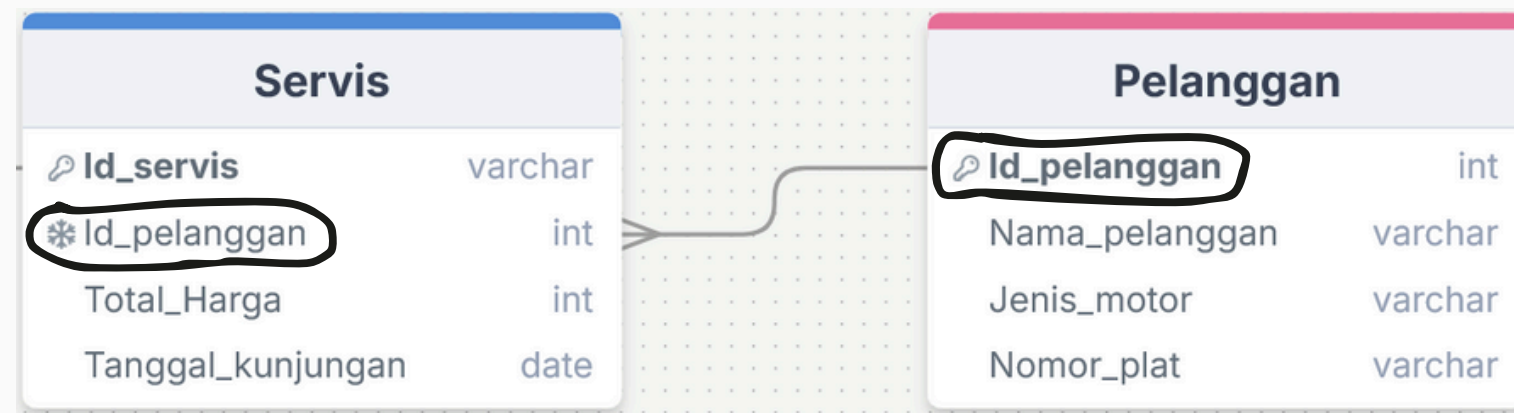 Servis
Id_servis varchar
Id_pelanggan int
Total_Harga int
Tanggal_kunjungan date
Pelanggan
Id_pelanggan int
Nama_pelanggan varchar
Jenis_motor varchar
Nomor_plat varchar